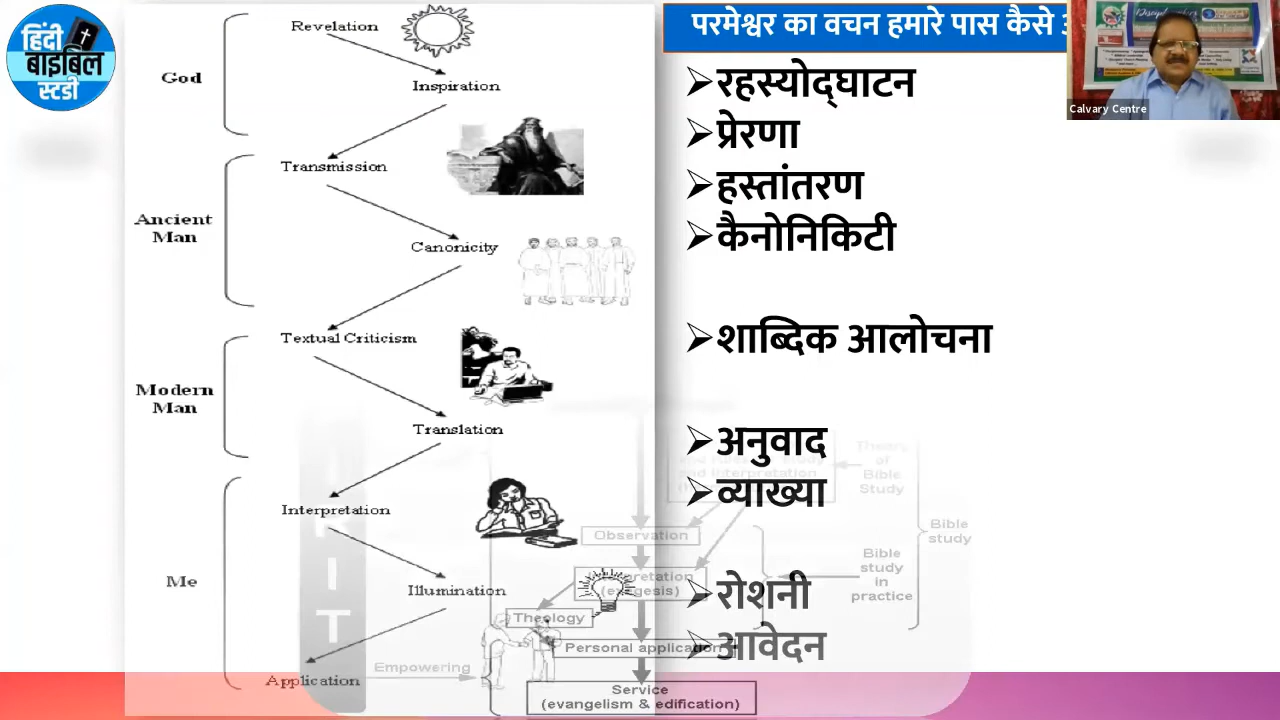 हिंदी
बाइबिल
स्टडी
God
Revelation
Inspiration
Ancient
Man
Transmission
Canonicity
Modern
Man
Textual Criticism
Translation
Me
Interpretation
Illumination
Application
परमेश्वर का वचन हमारे पास कैसे
रहस्योद्घाटन
प्रेरणा
हस्तांतरण
कैनोनिकिटी
शाब्दिक आलोचना
अनुवाद
व्याख्या
रोशनी
आवेदन
Calvary Centre
Theory
of
Bible
Study
Observation
(exegesis)
Theology
Personal application
Empowering
Service
(evangelism & edification)
Bible
study
in
practice
Bible
study